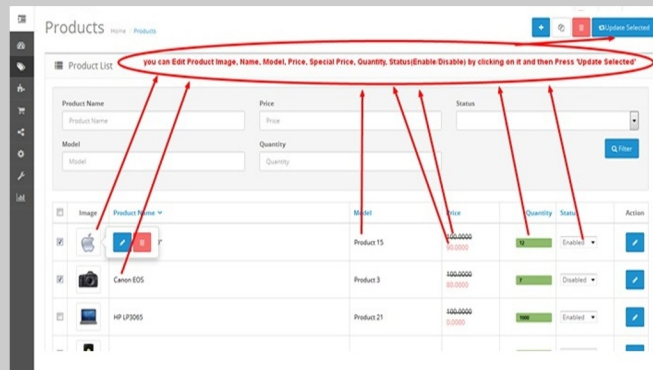 Products Home Products
Update Selected
Product List
you can Edit Product Image, Name, Model, Price, Special Price, Quantity, Status(Enable/Disable) by clicking on it and then Press 'Update Selected'
Product Name Price Status
Product Name Price
Model Quantity
Model Quantity
Filter
Image Product Name Model Price Quantity Status Action
Product 15 100.0000 90.0000 12 Enabled
Canon EOS Product 3 100.0000 80.0000 7 Disabled
HP LP3065 Product 21 100.0000 0.0000 1000 Enabled